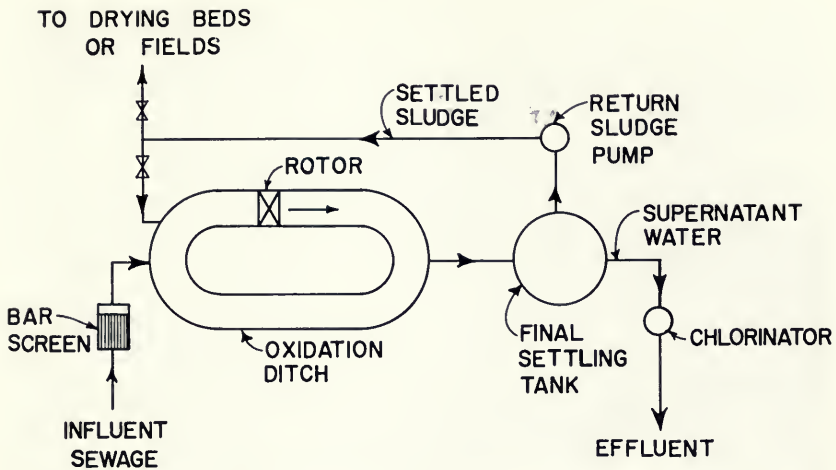 TO DRYING BEDS
OR FIELDS
SETTLED
SLUDGE
RETURN
SLUDGE
PUMP
ROTOR
SUPERNATANT
WATER
BAR
SCREEN
OXIDATION
DITCH
FINAL
SETTLING
TANK
CHLORINATOR
INFLUENT
SEWAGE
EFFLUENT